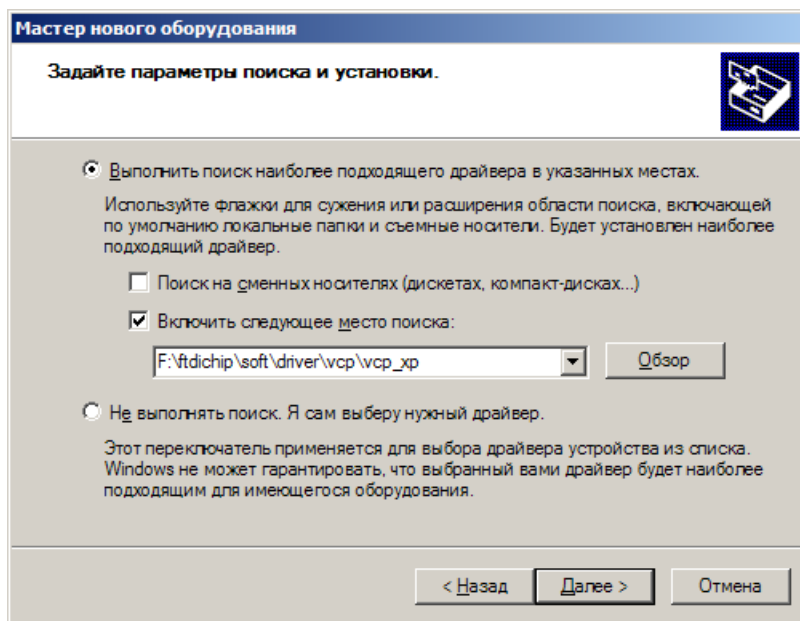 Мастер нового оборудования
Задайте параметры поиска и установки.
Выполнить поиск наиболее подходящего драйвера в указанных местах.
Используйте флажки для сужения или расширения области поиска, включающей
по умолчанию локальные папки и съемные носители. Будет установлен наиболее
подходящий драйвер.
Поиск на сменных носителях (дискетах, компакт-дисках...)
Включить следующее место поиска:
F:\ftdichip\soft\driver\vcp\vcp_xp
Обзор
Не выполнять поиск. Я сам выберу нужный драйвер.
Этот переключатель применяется для выбора драйвера устройства из списка.
Windows не может гарантировать, что выбранный вами драйвер будет наиболее
подходящим для имеющегося оборудования.
< Назад
Далее >
Отмена